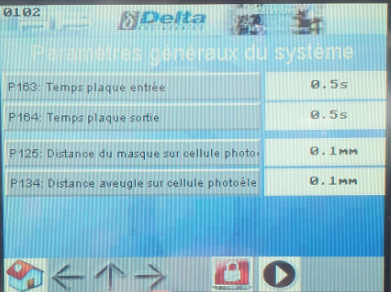 0102
Delta
Paramètres généraux du système
P163: Temps plaque entrée 0.5s
P164: Temps plaque sortie 0.5s
P125: Distance du masque sur cellule photo 0.1mm
P134: Distance aveugle sur cellule photoéle 0.1mm